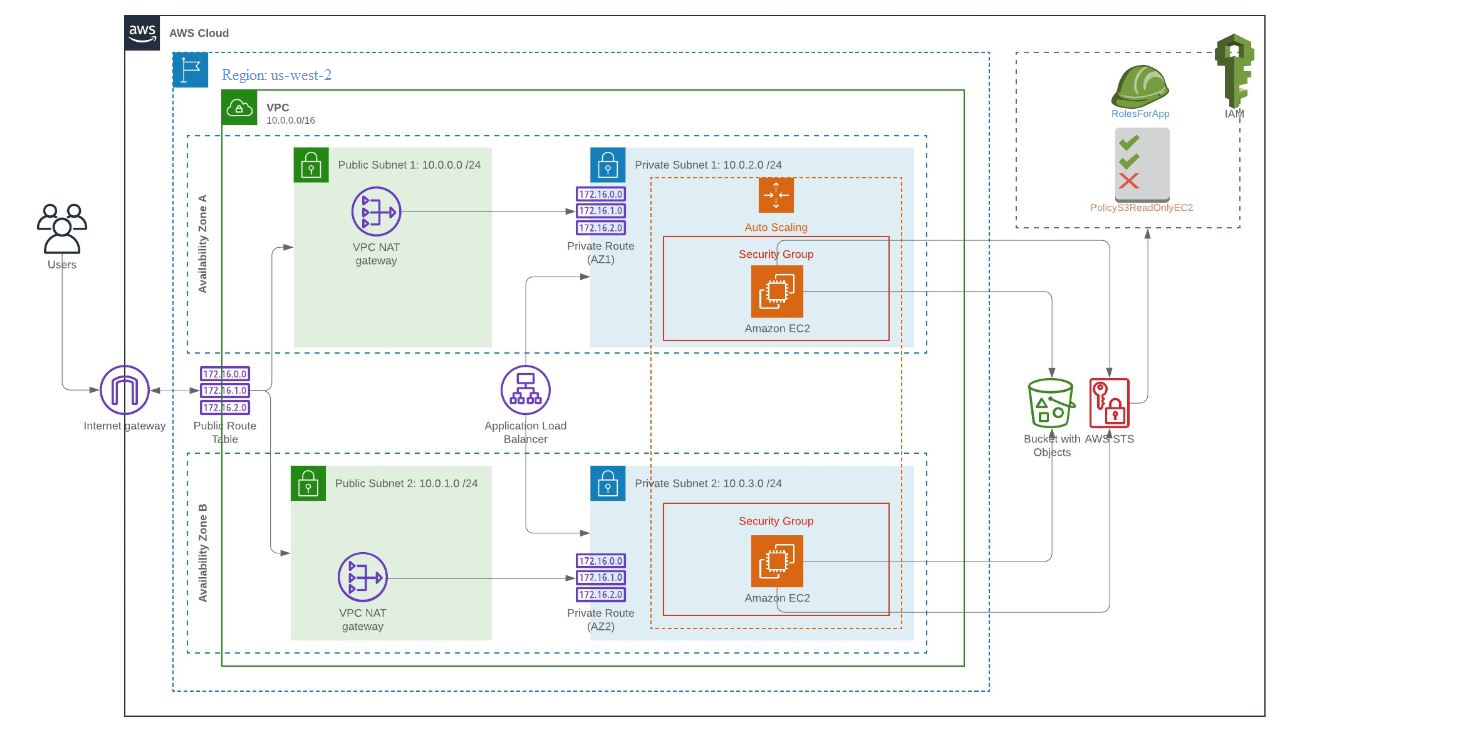 aws
AWS Cloud
Region: us-west-2
VPC
10.0.0.0/16
RolesForApp
IAM
PolicyS3ReadOnlyEC2
Users
Availability Zone A
Public Subnet 1: 10.0.0.0 /24
VPC NAT
gateway
Private Subnet 1: 10.0.2.0 /24
172.16.0.0
172.16.1.0
172.16.2.0
Private Route
(AZ1)
Auto Scaling
Security Group
Amazon EC2
Internet gateway
172.16.0.0
172.16.1.0
172.16.2.0
Public Route
Table
Application Load
Balancer
Bucket with
Objects
AWS STS
Availability Zone B
Public Subnet 2: 10.0.1.0 /24
VPC NAT
gateway
Private Subnet 2: 10.0.3.0 /24
172.16.0.0
172.16.1.0
172.16.2.0
Private Route
(AZ2)
Security Group
Amazon EC2